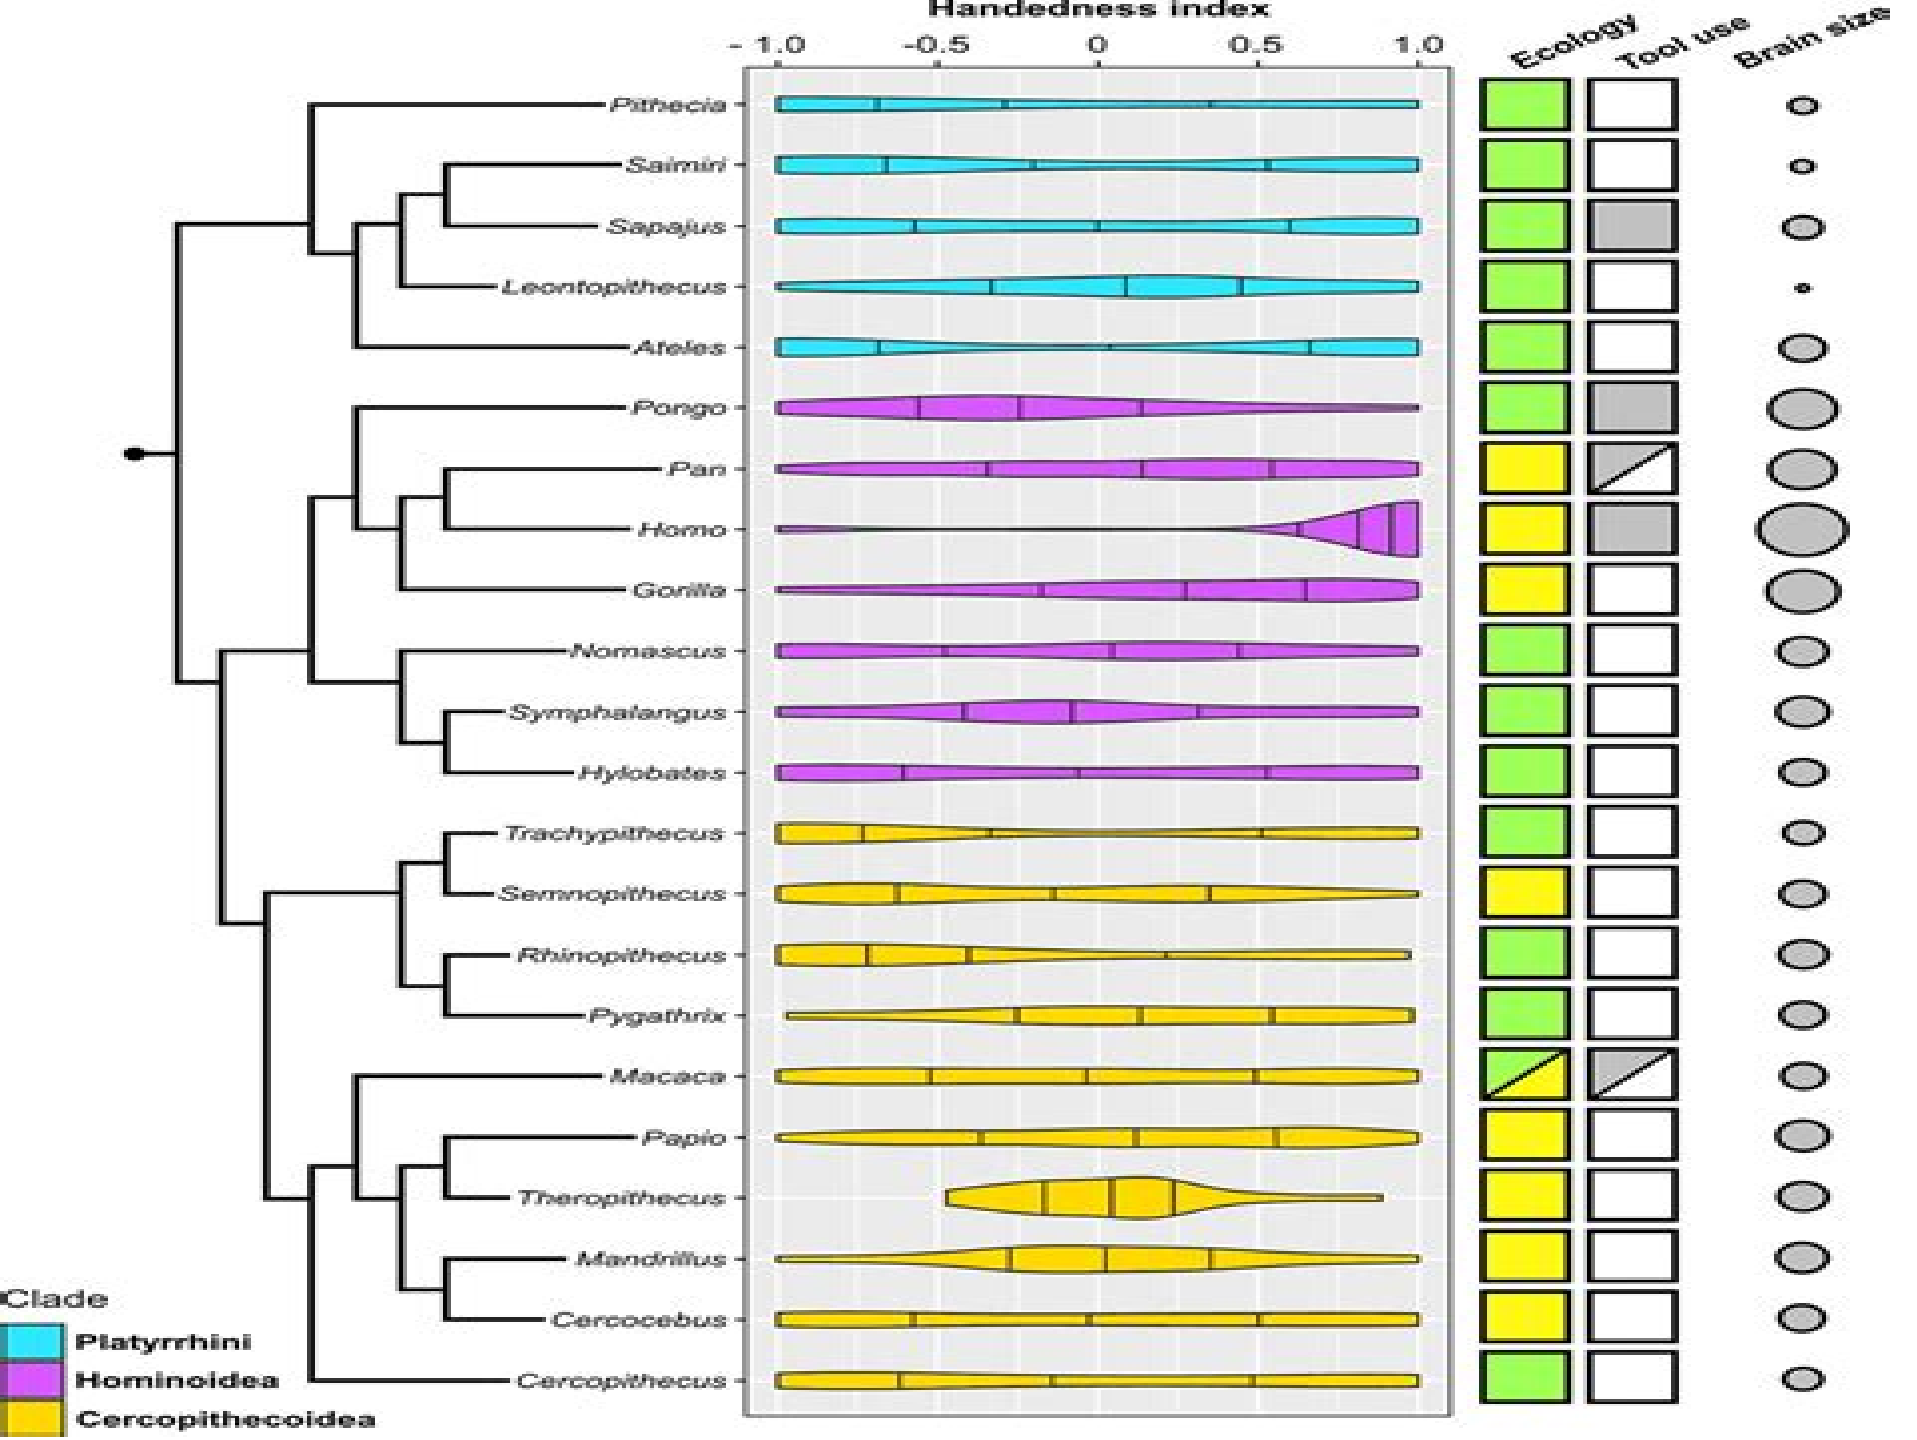 Handedness index
- 1.0 -0.5 0 0.5 1.0
Ecology Tool use Brain size
Pithecia
Saimiri
Sapajus
Leontopithecus
Ateles
Pongo
Pan
Homo
Gorilla
Nomascus
Symphalangus
Hylobates
Trachypithecus
Semnopithecus
Rhinopithecus
Pygathrix
Macaca
Papio
Theropithecus
Mandrillus
Cercocebus
Cercopithecus
Clade
Platyrrhini
Hominoidea
Cercopithecoidea